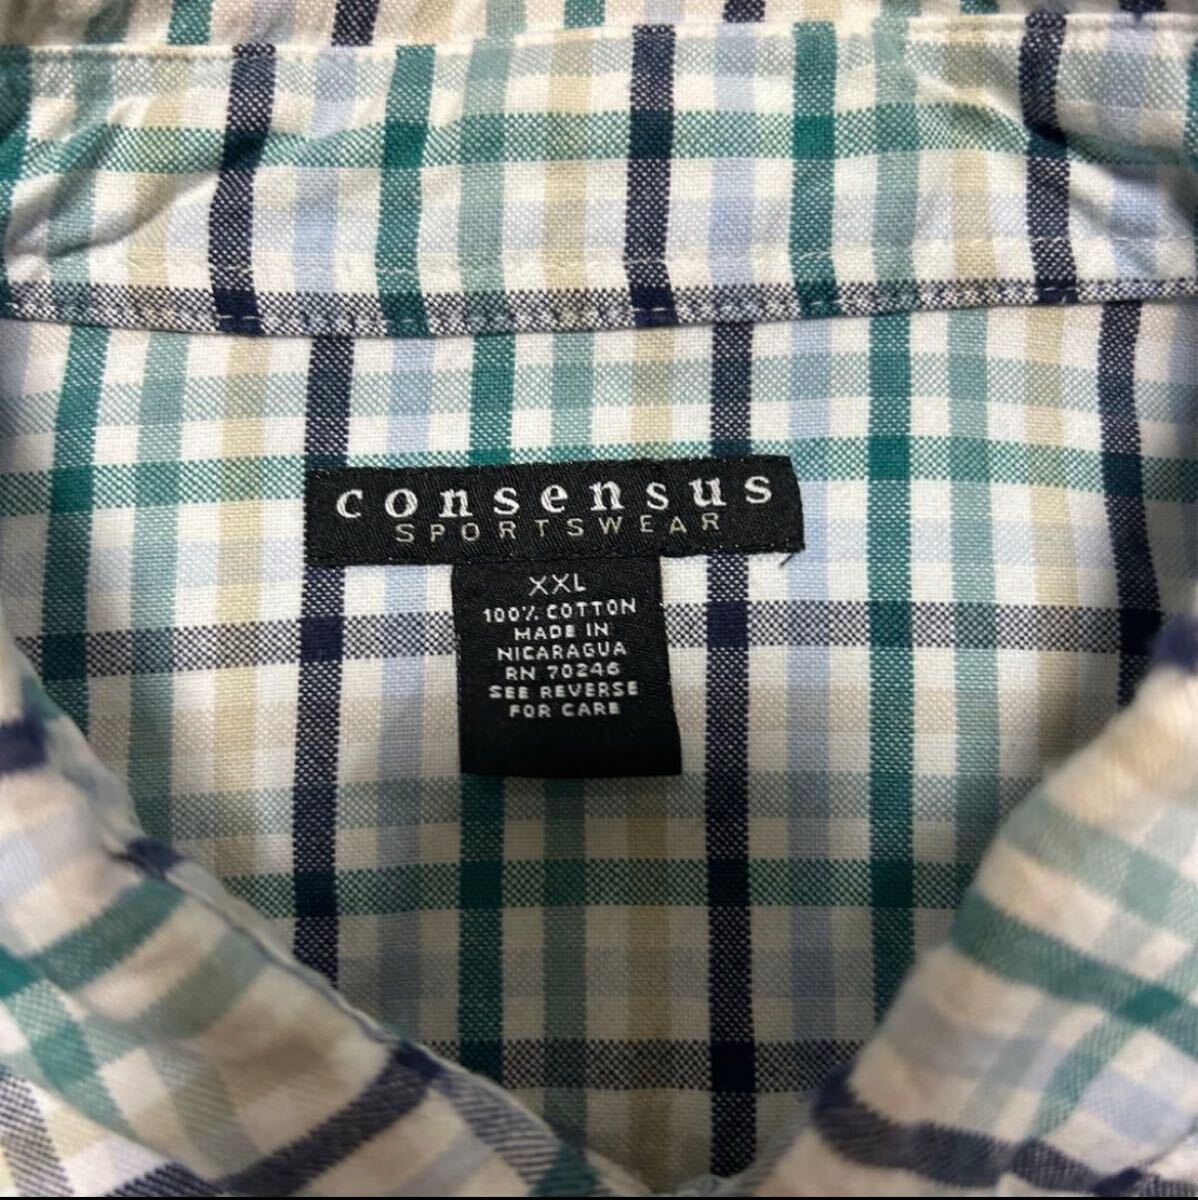 consensus
SPORTSWEAR
XXL
100% COTTON
MADE IN
NICARAGUA
RN 70246
SEE REVERSE
FOR CARE